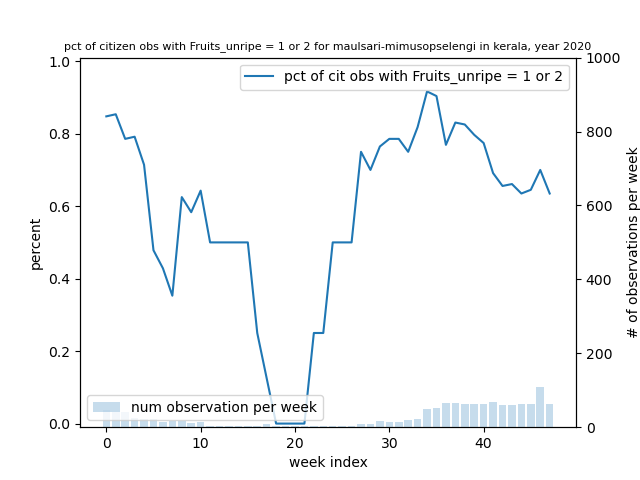 pct of citizen obs with Fruits_unripe = 1 or 2 for maulsari-mimusopselengi in kerala, year 2020
pct of cit obs with Fruits_unripe = 1 or 2
1.0
0.8
0.6
0.4
0.2
0.0
percent
1000
800
600
400
200
0
# of observations per week
num observation per week
0 10 20 30 40
week index